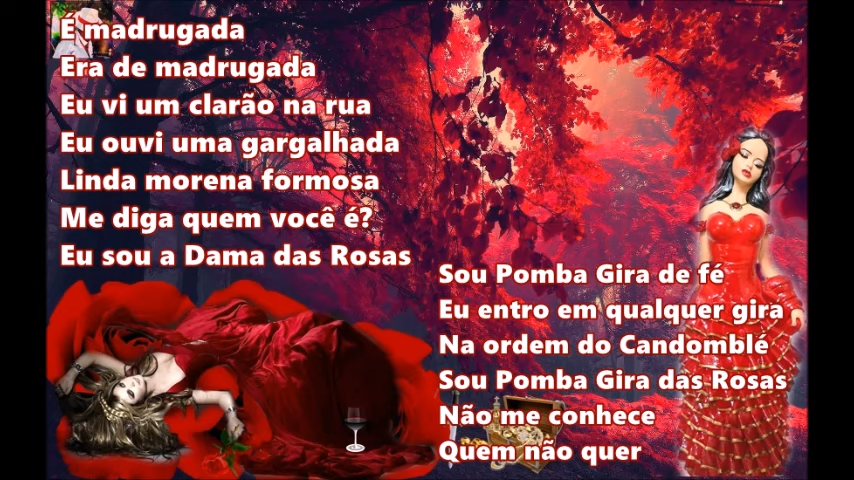 É madrugada
Era de madrugada
Eu vi um clarão na rua
Eu ouvi uma gargalhada
Linda morena formosa
Me diga quem você é?
Eu sou a Dama das Rosas
Sou Pomba Gira de fé
Eu entro em qualquer gira
Na ordem do Candomblé
Sou Pomba Gira das Rosas
Não me conhece
Quem não quer